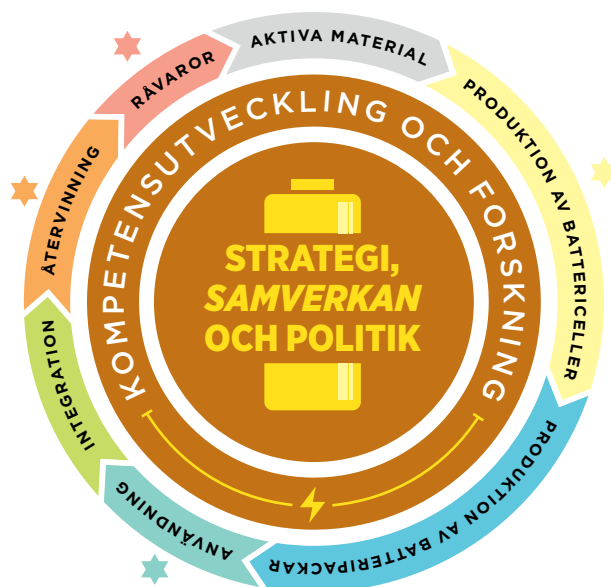 RÅVAROR
AKTIVA MATERIAL
PRODUKTION AV BATTERICELLER
PRODUKTION AV BATTERIPACKAR
ANVÄNDNING
INTEGRATION
ÅTERVINNING
KOMPETENSUTVECKLING OCH FORSKNING
STRATEGI,
SAMVERKAN
OCH POLITIK